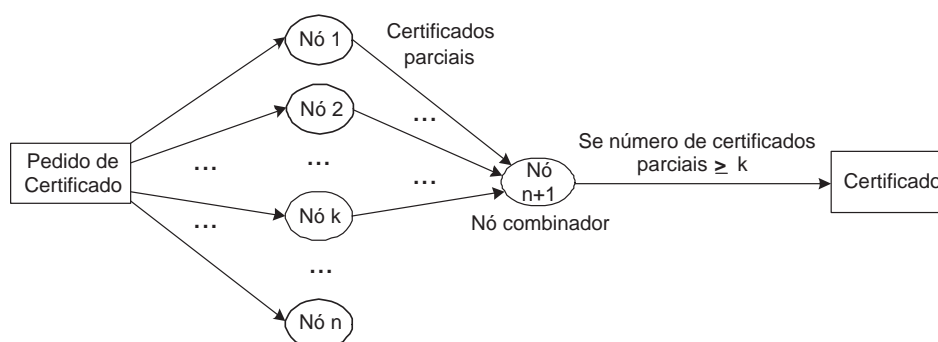 Pedido de
Certificado
Nó 1
Nó 2
...
Nó k
...
Nó n
...
...
Certificados
parciais
...
...
Nó
n+1
Nó combinador
Se número de certificados
parciais ≥ k
Certificado